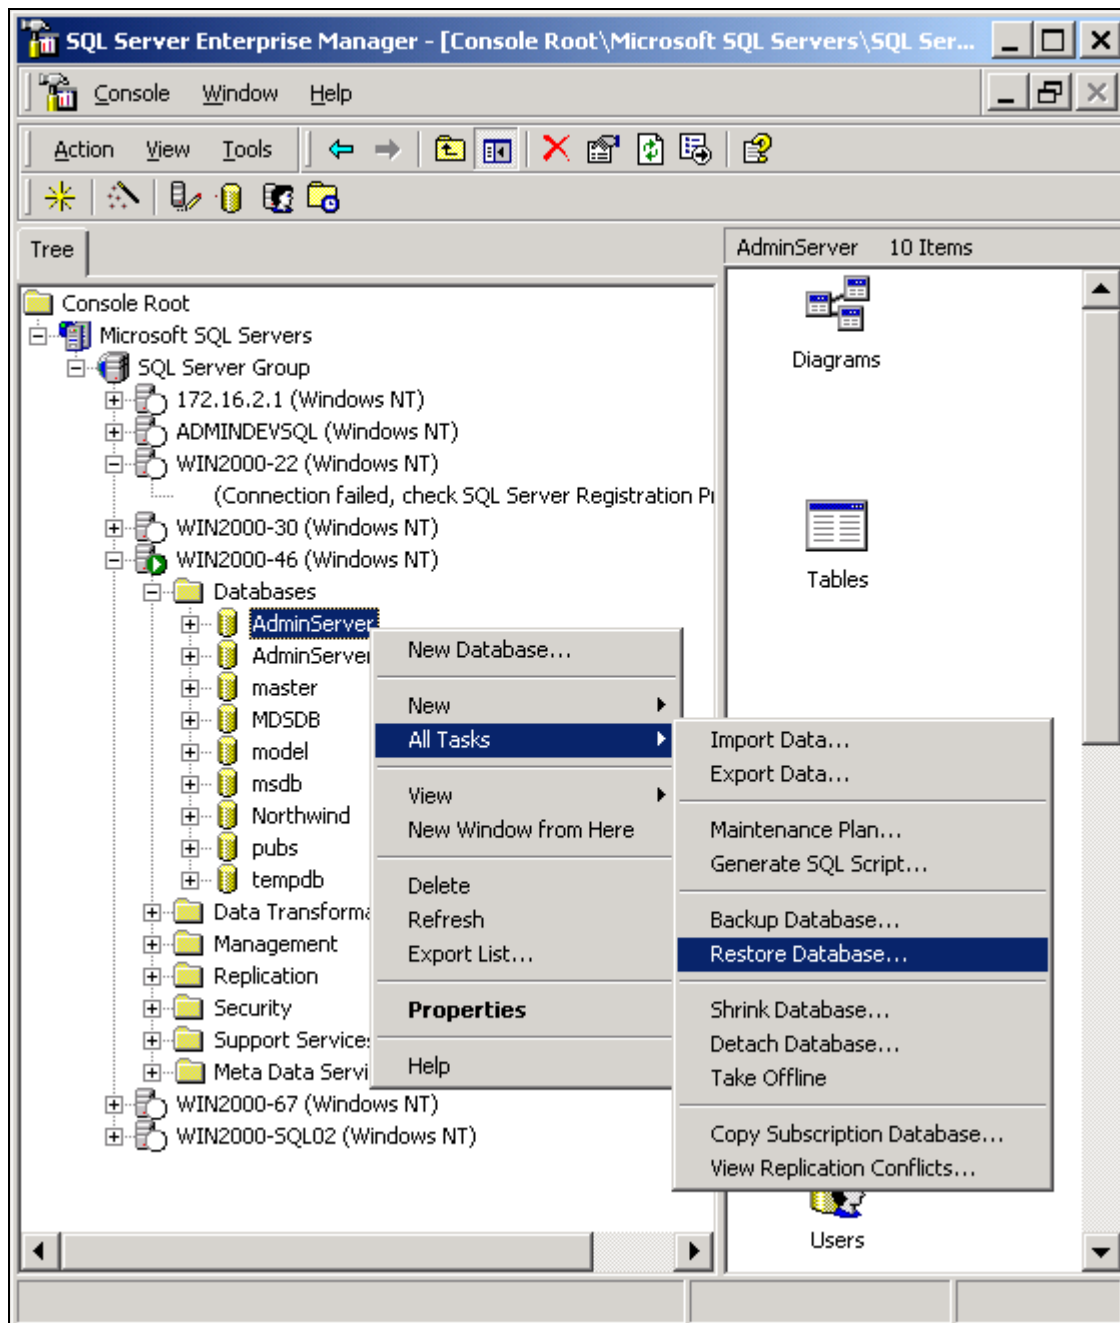 SQL Server Enterprise Manager - [Console Root\Microsoft SQL Servers\SQL Ser...
Console Window Help
Action View Tools
Tree
AdminServer 10 Items
Console Root
Microsoft SQL Servers
SQL Server Group
172.16.2.1 (Windows NT)
ADMINDEVSQL (Windows NT)
WIN2000-22 (Windows NT)
(Connection failed, check SQL Server Registration Pr
WIN2000-30 (Windows NT)
WIN2000-46 (Windows NT)
Databases
AdminServer
AdminServer
master
MDSDB
model
msdb
Northwind
pubs
tempdb
Data Transforma
Management
Replication
Security
Support Services
Meta Data Servi
WIN2000-67 (Windows NT)
WIN2000-SQL02 (Windows NT)
New Database...
New
All Tasks
View
New Window from Here
Delete
Refresh
Export List...
Properties
Help
Import Data...
Export Data...
Maintenance Plan...
Generate SQL Script...
Backup Database...
Restore Database...
Shrink Database...
Detach Database...
Take Offline
Copy Subscription Database...
View Replication Conflicts...
Diagrams
Tables
Users